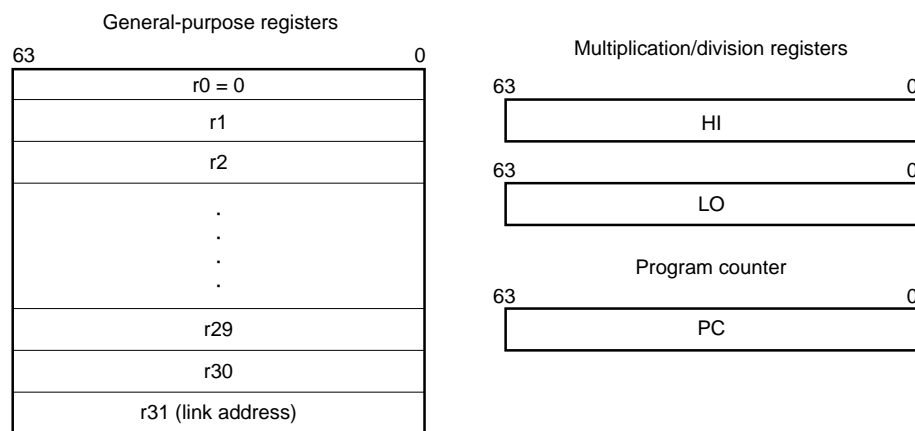 General-purpose registers
63 0
r0 = 0
r1
r2
.
.
.
.
r29
r30
r31 (link address)
Multiplication/division registers
63 0
HI
63 0
LO
Program counter
63 0
PC